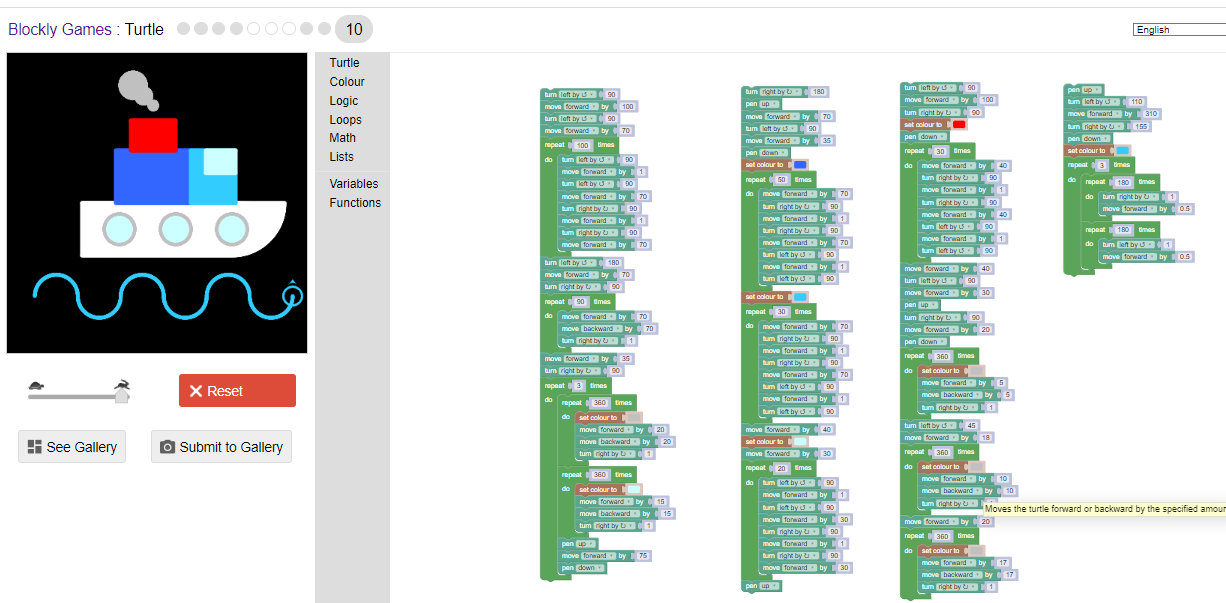 Blockly Games : Turtle 10
English
Turtle
Colour
Logic
Loops
Math
Lists
Variables
Functions
Reset
See Gallery
Submit to Gallery
turn left by ↺ 90
move forward by 100
turn left by ↺ 90
move forward by 70
repeat 100 times
do turn left by ↺ 90
move forward by 1
turn left by ↺ 90
move forward by 70
turn right by ↻ 90
move forward by 1
turn right by ↻ 90
move forward by 70
turn left by ↺ 180
move forward by 70
turn right by ↻ 90
repeat 90 times
do move forward by 70
move backward by 70
turn right by ↻ 1
move forward by 35
turn right by ↻ 90
repeat 3 times
do repeat 360 times
do set colour to
move forward by 20
move backward by 20
turn right by ↻ 1
repeat 360 times
do set colour to
move forward by 15
move backward by 15
turn right by ↻ 1
pen up
move forward by 75
pen down
turn right by ↻ 180
pen up
move forward by 70
turn left by ↺ 90
move forward by 35
pen down
set colour to
repeat 50 times
do move forward by 70
turn right by ↻ 90
move forward by 1
turn right by ↻ 90
move forward by 70
turn left by ↺ 90
move forward by 1
turn left by ↺ 90
set colour to
repeat 30 times
do move forward by 70
turn right by ↻ 90
move forward by 1
turn right by ↻ 90
move forward by 70
turn left by ↺ 90
move forward by 1
turn left by ↺ 90
move forward by 40
set colour to
move forward by 30
repeat 20 times
do turn left by ↺ 90
move forward by 1
turn left by ↺ 90
move forward by 30
turn right by ↻ 90
move forward by 1
turn right by ↻ 90
move forward by 30
pen up
turn left by ↺ 90
move forward by 100
turn right by ↻ 90
set colour to
pen down
repeat 30 times
do move forward by 40
turn right by ↻ 90
move forward by 1
turn right by ↻ 90
move forward by 40
turn left by ↺ 90
move forward by 1
turn left by ↺ 90
move forward by 40
turn left by ↺ 90
move forward by 30
pen up
turn right by ↻ 90
move forward by 20
pen down
repeat 360 times
do set colour to
move forward by 5
move backward by 5
turn right by ↻ 1
turn left by ↺ 45
move forward by 18
repeat 360 times
do set colour to
move forward by 10
move backward by 10
turn right by ↻
Moves the turtle forward or backward by the specified amour
move forward by 20
repeat 360 times
do set colour to
move forward by 17
move backward by 17
turn right by ↻ 1
pen up
turn left by ↺ 110
move forward by 310
turn right by ↻ 155
pen down
set colour to
repeat 3 times
do repeat 180 times
do turn right by ↻ 1
move forward by 0.5
repeat 180 times
do turn left by ↺ 1
move forward by 0.5